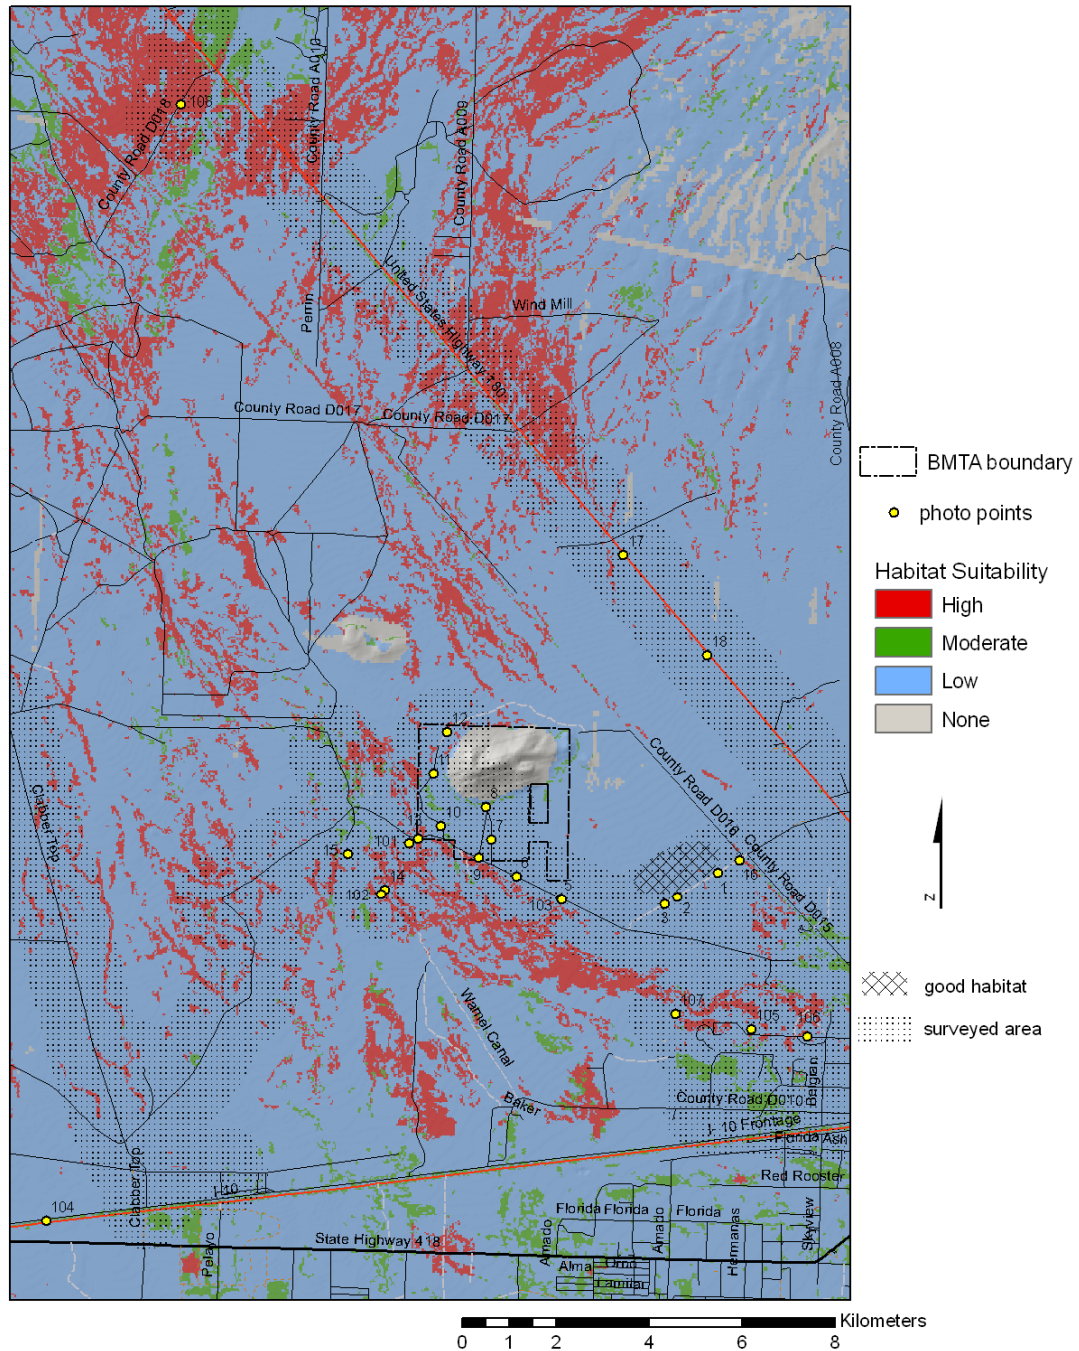 108
County Road D018
County Road A010
County Road A009
United States Highway 180
Perrin
Wind Mill
County Road A008
County Road D017
County Road D017
17
18
12
11
10
8
7
9
6
5
101
15
14
102
103
County Road D016
County Road D015
16
1
2
3
Clabber Top
107
105
106
Wamel Canal
Baker
County Road D010
Belgian
I- 10 Frontage
Florida Ash
Red Rooster
Clabber Top
I-10
104
Pelayo
State Highway 418
Florida
Florida
Florida
Amado
Amado
Hermanas
Skyview
Alma
BMTA boundary
photo points
Habitat Suitability
High
Moderate
Low
None
z
good habitat
surveyed area
0 1 2 4 6 8
Kilometers